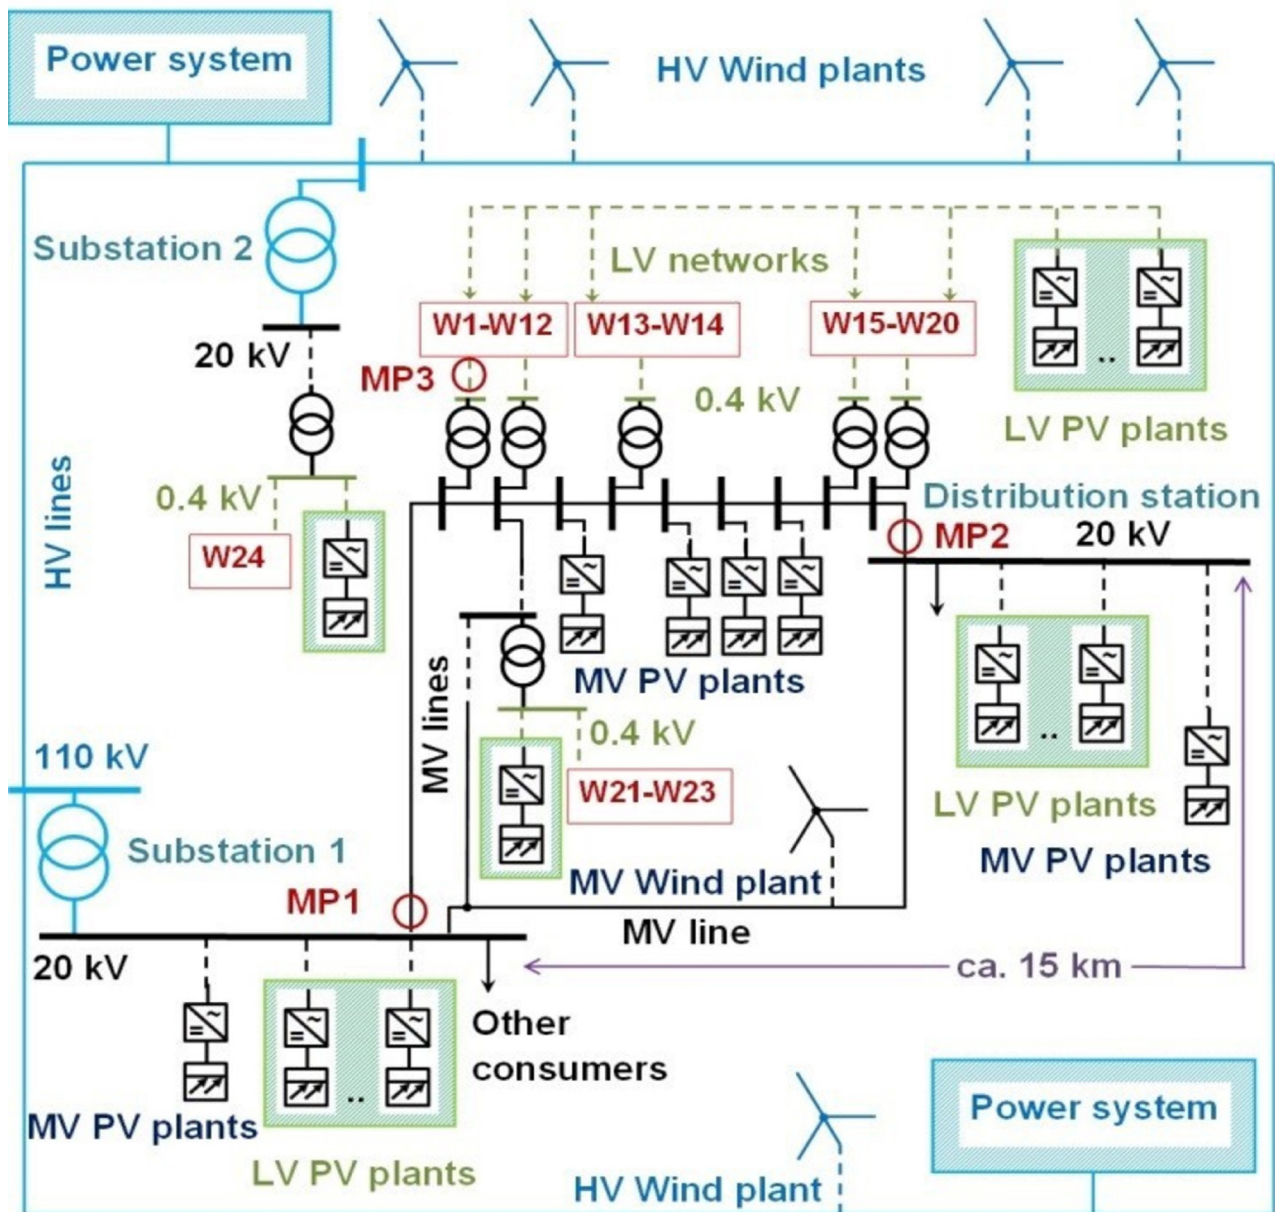 Power system
HV Wind plants
Substation 2
LV networks
W1-W12
W13-W14
W15-W20
20 kV
MP3
0.4 kV
..
LV PV plants
HV lines
0.4 kV
Distribution station
W24
MP2
20 kV
MV lines
MV PV plants
0.4 kV
..
110 kV
W21-W23
LV PV plants
Substation 1
MV PV plants
MP1
MV Wind plant
MV line
20 kV
ca. 15 km
Other
consumers
..
MV PV plants
Power system
LV PV plants
HV Wind plant